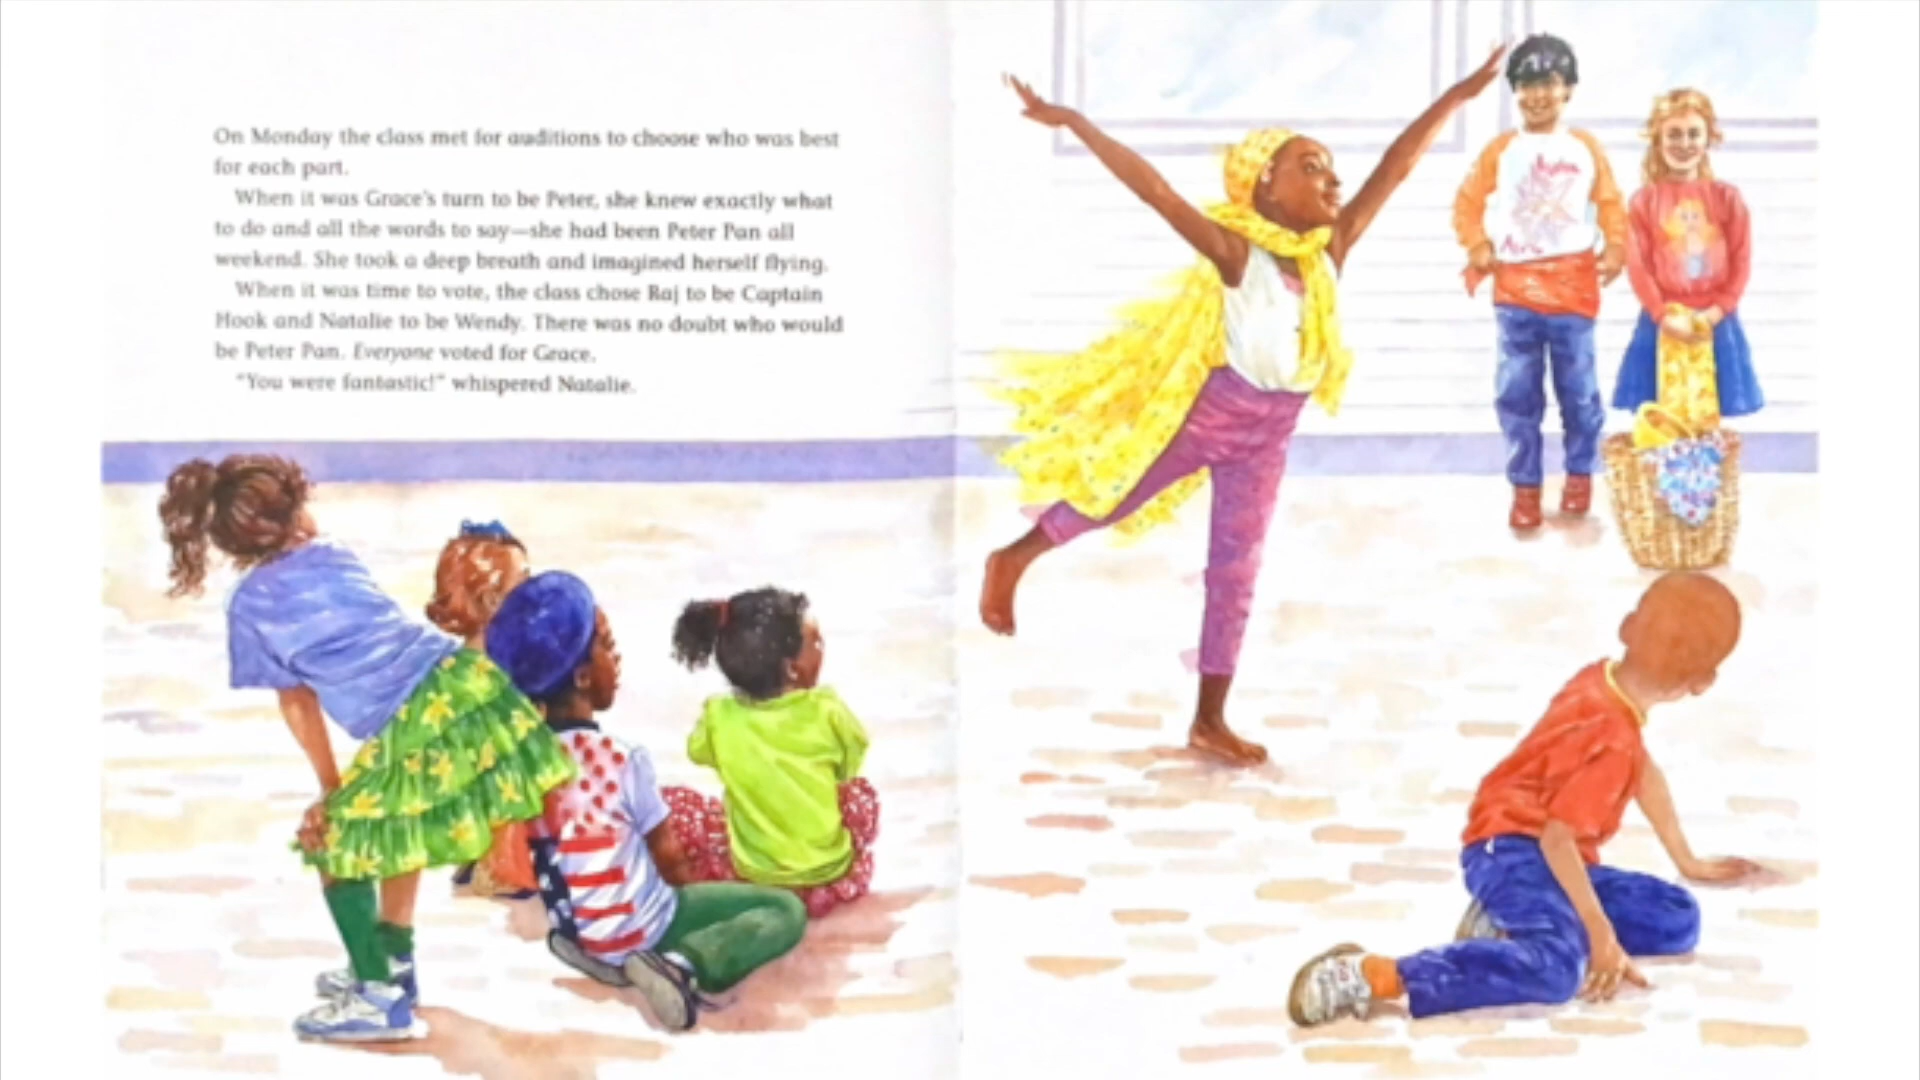 On Monday the class met for auditions to choose who was best
for each part.
When it was Grace's turn to be Peter, she knew exactly what
to do and all the words to say—she had been Peter Pan all
weekend. She took a deep breath and imagined herself flying.
When it was time to vote, the class chose Raj to be Captain
Hook and Natalie to be Wendy. There was no doubt who would
be Peter Pan. Everyone voted for Grace.
"You were fantastic!" whispered Natalie.